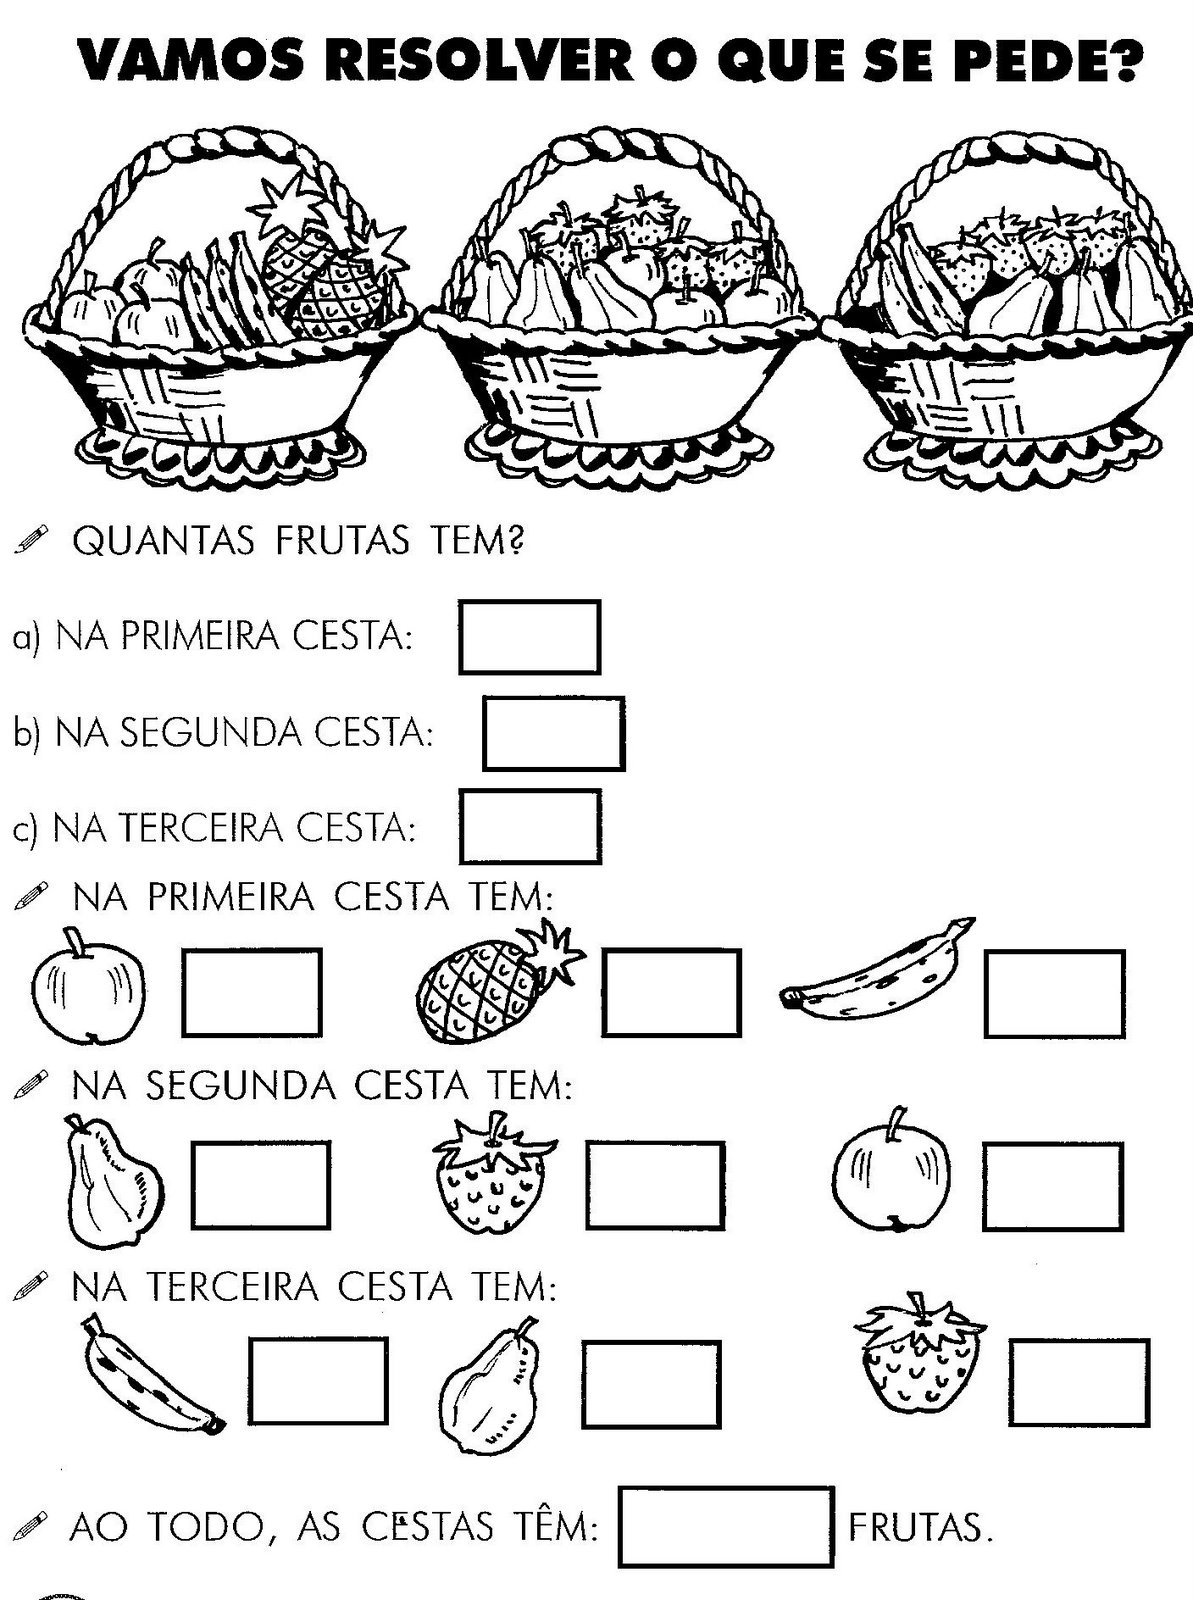 VAMOS RESOLVER O QUE SE PEDE?
QUANTAS FRUTAS TEM?
a) NA PRIMEIRA CESTA:
b) NA SEGUNDA CESTA:
c) NA TERCEIRA CESTA:
NA PRIMEIRA CESTA TEM:
NA SEGUNDA CESTA TEM:
NA TERCEIRA CESTA TEM:
AO TODO, AS CESTAS TÊM: FRUTAS.